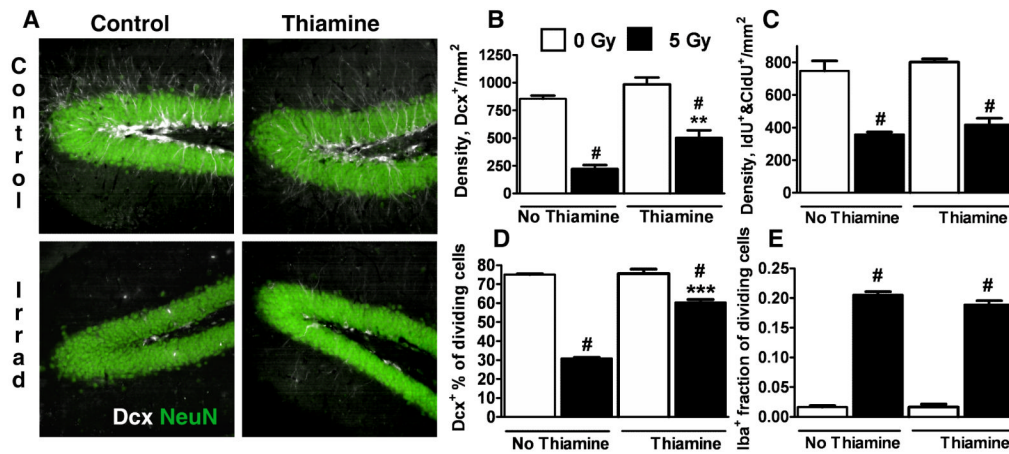 A
Control
Thiamine
Control
Irrad
Dcx NeuN
B
0 Gy
5 Gy
Density, Dcx⁺/mm²
1250
1000
750
500
250
0
#
#
**
No Thiamine
Thiamine
C
Density, IdU⁺&CldU⁺/mm²
800
600
400
200
0
#
#
No Thiamine
Thiamine
D
Dcx⁺ % of dividing cells
80
70
60
50
40
30
20
10
0
#
#
***
No Thiamine
Thiamine
E
Iba⁺ fraction of dividing cells
0.25
0.20
0.15
0.10
0.05
0.00
#
#
No Thiamine
Thiamine